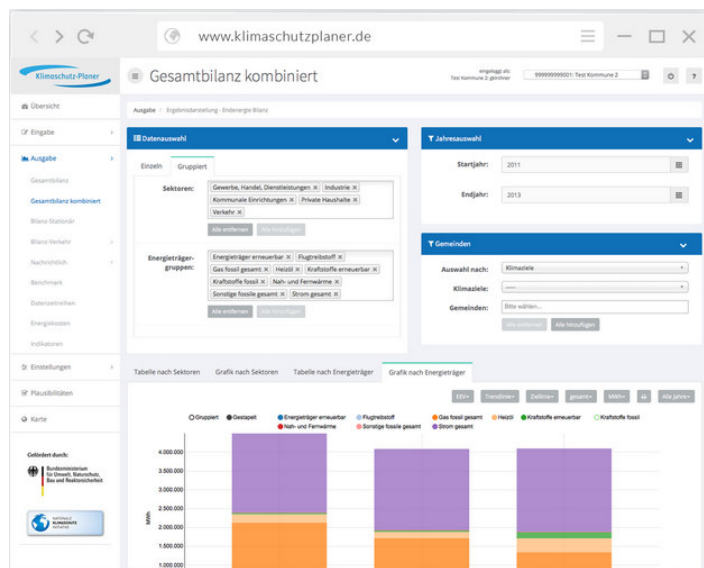 www.klimaschutzplaner.de
Klimaschutz-Planer
Gesamtbilanz kombiniert
eingeloggt als:
Test Kommune 2: gkirchner
999999999001: Test Kommune 2
?
Übersicht
Eingabe
Ausgabe
Gesamtbilanz
Gesamtbilanz kombiniert
Bilanz-Stationär
Bilanz-Verkehr
Nachrichtlich
Benchmark
Datenzeitreihen
Energiekosten
Indikatoren
Einstellungen
Plausibilitäten
Karte
Gefördert durch:
Bundesministerium
für Umwelt, Naturschutz,
Bau und Reaktorsicherheit
NATIONALE
KLIMASCHUTZ
INITIATIVE
Ausgabe / Ergebnisdarstellung - Endenergie Bilanz
Datenauswahl
Einzeln Gruppiert
Sektoren:
Gewerbe, Handel, Dienstleistungen × Industrie ×
Kommunale Einrichtungen × Private Haushalte ×
Verkehr ×
Alle entfernen Alle hinzufügen
Energieträger-
gruppen:
Energieträger erneuerbar × Flugtreibstoff ×
Gas fossil gesamt × Heizöl × Kraftstoffe erneuerbar ×
Kraftstoffe fossil × Nah- und Fernwärme ×
Sonstige fossile gesamt × Strom gesamt ×
Alle entfernen Alle hinzufügen
Jahresauswahl
Startjahr: 2011
Endjahr: 2013
Gemeinden
Auswahl nach: Klimaziele
Klimaziele: -----
Gemeinden: Bitte wählen...
Alle entfernen Alle hinzufügen
Tabelle nach Sektoren Grafik nach Sektoren Tabelle nach Energieträger Grafik nach Energieträger
EEV Trendlinie Ziellinie gesamt MWh Alle Jahre
Gruppiert Gestapelt Energieträger erneuerbar Flugtreibstoff Gas fossil gesamt Heizöl Kraftstoffe erneuerbar Kraftstoffe fossil
Nah- und Fernwärme Sonstige fossile gesamt Strom gesamt
MWh
4.000.000
3.500.000
3.000.000
2.500.000
2.000.000
1.500.000
1.000.000